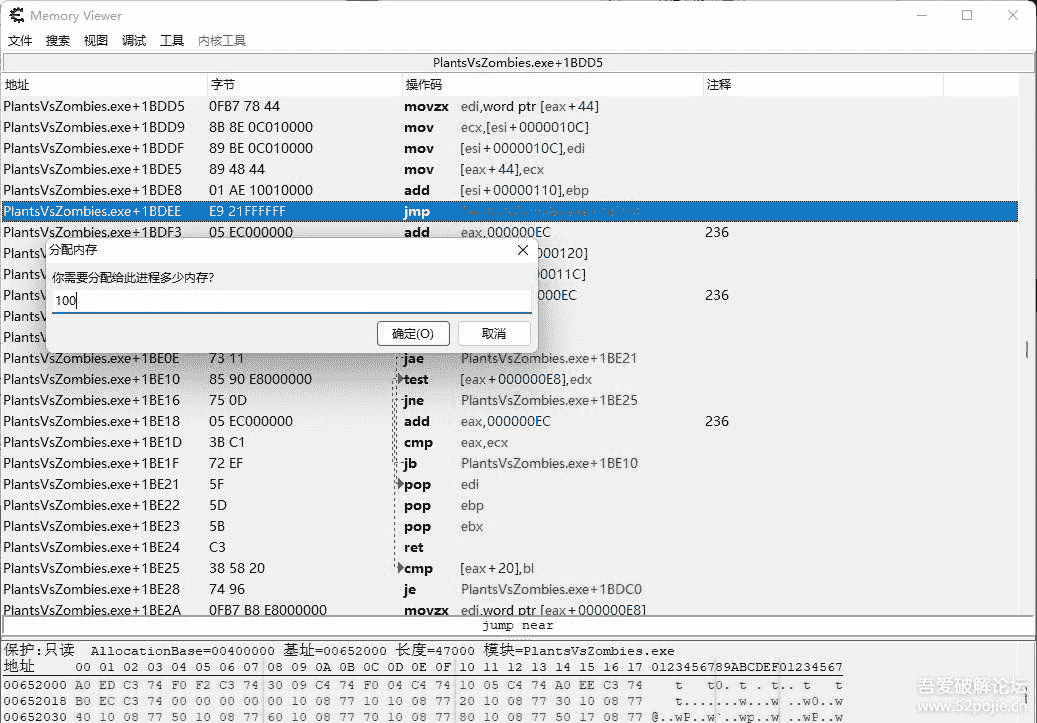 Memory Viewer
文件 搜索 视图 调试 工具 内核工具
PlantsVsZombies.exe+1BDD5
地址 字节 操作码 注释
PlantsVsZombies.exe+1BDD5 0FB7 78 44 movzx edi,word ptr [eax+44]
PlantsVsZombies.exe+1BDD9 8B 8E 0C010000 mov ecx,[esi+0000010C]
PlantsVsZombies.exe+1BDDF 89 BE 0C010000 mov [esi+0000010C],edi
PlantsVsZombies.exe+1BDE5 89 48 44 mov [eax+44],ecx
PlantsVsZombies.exe+1BDE8 01 AE 10010000 add [esi+00000110],ebp
PlantsVsZombies.exe+1BDEE E9 21FFFFFF jmp
PlantsVsZombies.exe+1BDF3 05 EC000000 add eax,000000EC 236
PlantsV 000120]
PlantsV 0011C]
PlantsV 000EC 236
PlantsV
PlantsV
分配内存
你需要分配给此进程多少内存?
100
确定(O) 取消
PlantsVsZombies.exe+1BE0E 73 11 jae PlantsVsZombies.exe+1BE21
PlantsVsZombies.exe+1BE10 85 90 E8000000 test [eax+000000E8],edx
PlantsVsZombies.exe+1BE16 75 0D jne PlantsVsZombies.exe+1BE25
PlantsVsZombies.exe+1BE18 05 EC000000 add eax,000000EC 236
PlantsVsZombies.exe+1BE1D 3B C1 cmp eax,ecx
PlantsVsZombies.exe+1BE1F 72 EF jb PlantsVsZombies.exe+1BE10
PlantsVsZombies.exe+1BE21 5F pop edi
PlantsVsZombies.exe+1BE22 5D pop ebp
PlantsVsZombies.exe+1BE23 5B pop ebx
PlantsVsZombies.exe+1BE24 C3 ret
PlantsVsZombies.exe+1BE25 38 58 20 cmp [eax+20],bl
PlantsVsZombies.exe+1BE28 74 96 je PlantsVsZombies.exe+1BDC0
PlantsVsZombies.exe+1BE2A 0FB7 B8 E8000000 movzx edi,word ptr [eax+000000E8]
jump near
保护:只读 AllocationBase=00400000 基址=00652000 长度=47000 模块=PlantsVsZombies.exe
地址 00 01 02 03 04 05 06 07 08 09 0A 0B 0C 0D 0E 0F 10 11 12 13 14 15 16 17 0123456789ABCDEF01234567
00652000 A0 ED C3 74 F0 F2 C3 74 30 09 C4 74 F0 04 C4 74 10 05 C4 74 A0 EE C3 74
00652018 B0 EC C3 74 00 00 00 00 00 10 08 77 10 10 08 77 20 10 08 77 30 10 08 77
00652030 40 10 08 77 50 10 08 77 60 10 08 77 70 10 08 77 80 10 08 77 50 17 08 77
吾爱破解论坛
www.52pojie.cn